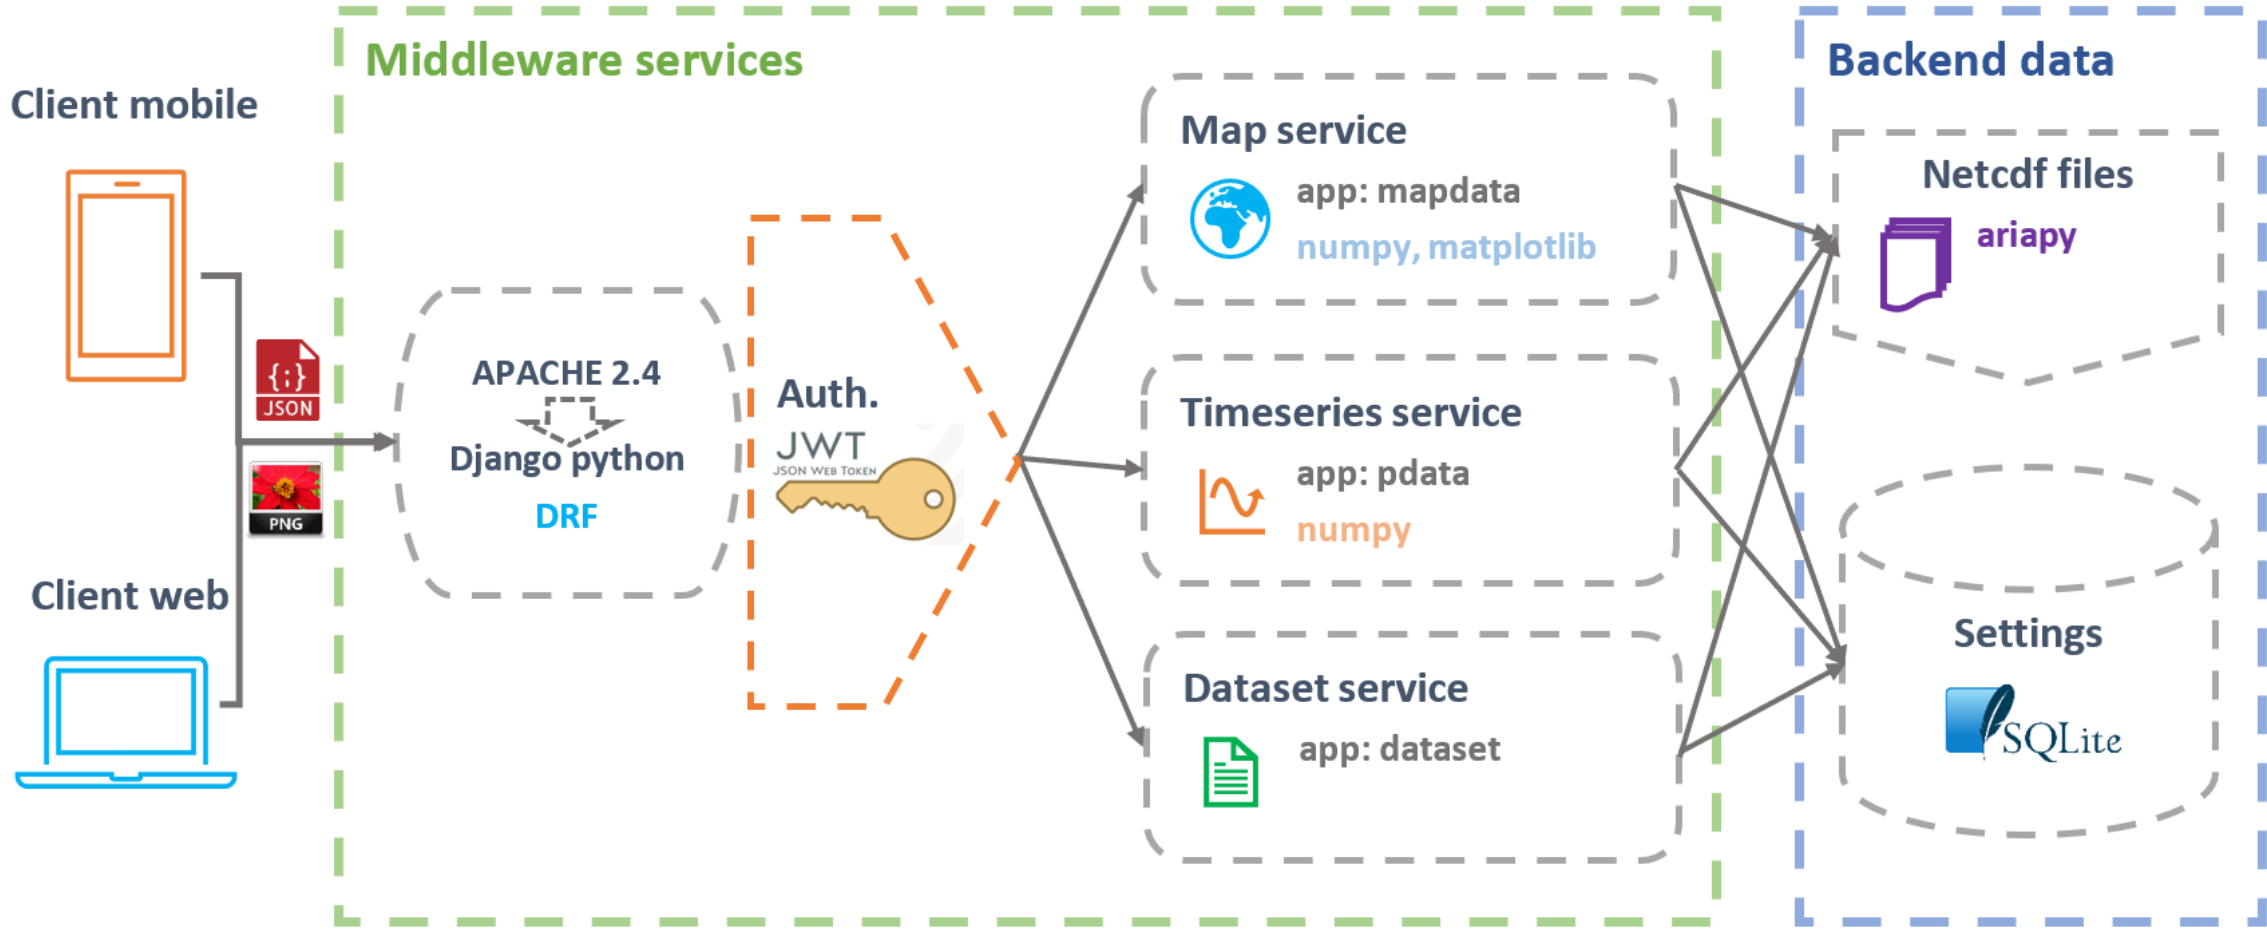 Client mobile
Client web
{;}
JSON
PNG
Middleware services
APACHE 2.4
Django python
DRF
Auth.
JWT
JSON WEB TOKEN
Map service
app: mapdata
numpy, matplotlib
Timeseries service
app: pdata
numpy
Dataset service
app: dataset
Backend data
Netcdf files
ariapy
Settings
SQLite